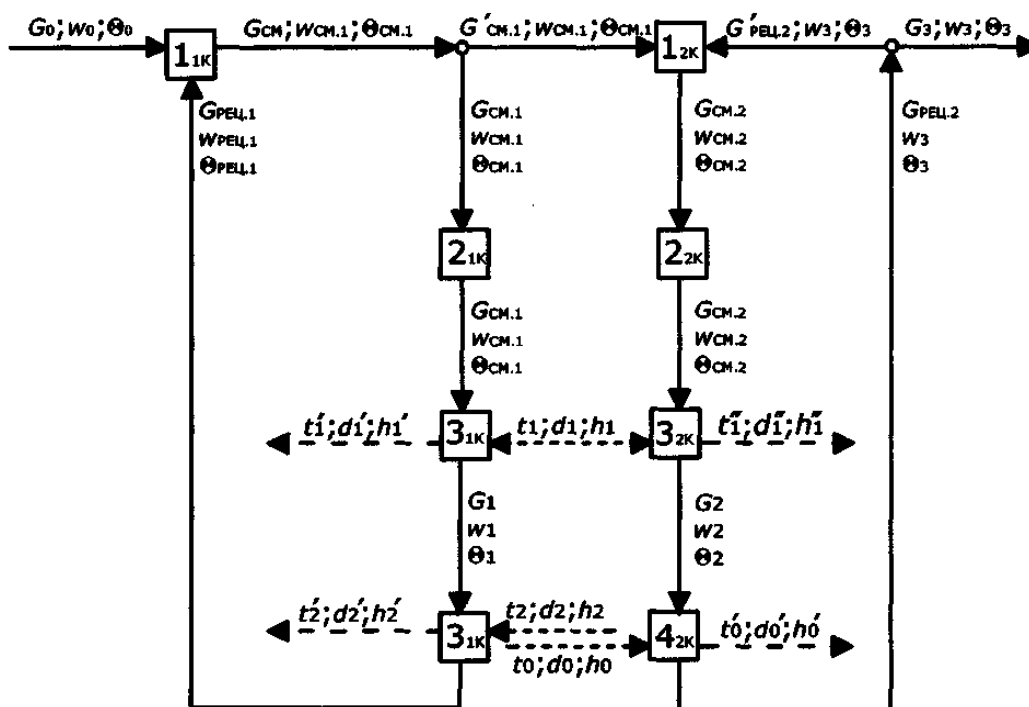 G0;w0;Θ0
GСМ;wСМ.1;ΘСМ.1
G′СМ.1;wСМ.1;ΘСМ.1
G′РЕЦ.2;w3;Θ3
G3;w3;Θ3
11К
12К
GРЕЦ.1
wРЕЦ.1
ΘРЕЦ.1
GСМ.1
wСМ.1
ΘСМ.1
GСМ.2
wСМ.2
ΘСМ.2
GРЕЦ.2
w3
Θ3
21К
22К
GСМ.1
wСМ.1
ΘСМ.1
GСМ.2
wСМ.2
ΘСМ.2
t1′;d1′;h1′
31К
t1;d1;h1
32К
t1″;d1″;h1″
G1
w1
Θ1
G2
w2
Θ2
t2′;d2′;h2′
31К
t2;d2;h2
t0;d0;h0
42К
t0′;d0′;h0′